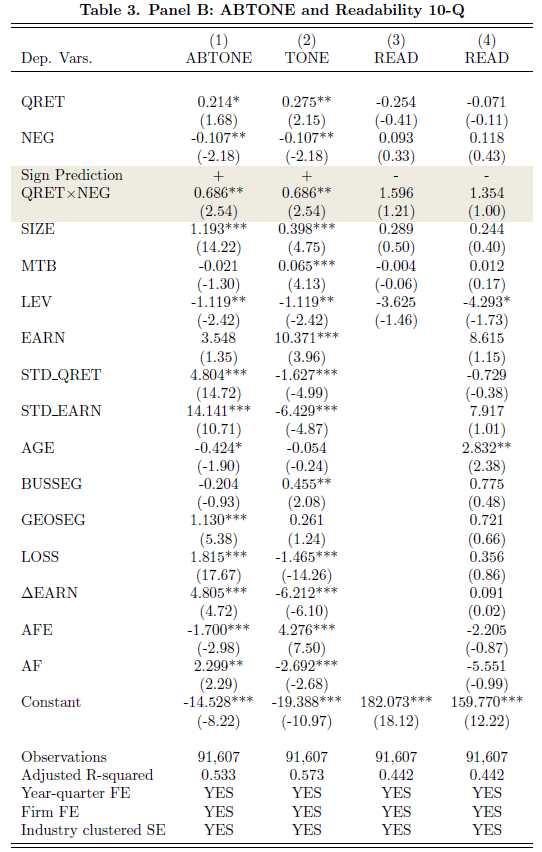 Table 3. Panel B: ABTONE and Readability 10-Q
(1) (2) (3) (4)
Dep. Vars. ABTONE TONE READ READ
QRET 0.214* 0.275** -0.254 -0.071
(1.68) (2.15) (-0.41) (-0.11)
NEG -0.107** -0.107** 0.093 0.118
(-2.18) (-2.18) (0.33) (0.43)
Sign Prediction + + - -
QRET×NEG 0.686** 0.686** 1.596 1.354
(2.54) (2.54) (1.21) (1.00)
SIZE 1.193*** 0.398*** 0.289 0.244
(14.22) (4.75) (0.50) (0.40)
MTB -0.021 0.065*** -0.004 0.012
(-1.30) (4.13) (-0.06) (0.17)
LEV -1.119** -1.119** -3.625 -4.293*
(-2.42) (-2.42) (-1.46) (-1.73)
EARN 3.548 10.371*** 8.615
(1.35) (3.96) (1.15)
STD_QRET 4.804*** -1.627*** -0.729
(14.72) (-4.99) (-0.38)
STD_EARN 14.141*** -6.429*** 7.917
(10.71) (-4.87) (1.01)
AGE -0.424* -0.054 2.832**
(-1.90) (-0.24) (2.38)
BUSSEG -0.204 0.455** 0.775
(-0.93) (2.08) (0.48)
GEOSEG 1.130*** 0.261 0.721
(5.38) (1.24) (0.66)
LOSS 1.815*** -1.465*** 0.356
(17.67) (-14.26) (0.86)
ΔEARN 4.805*** -6.212*** 0.091
(4.72) (-6.10) (0.02)
AFE -1.700*** 4.276*** -2.205
(-2.98) (7.50) (-0.87)
AF 2.299** -2.692*** -5.551
(2.29) (-2.68) (-0.99)
Constant -14.528*** -19.388*** 182.073*** 159.770***
(-8.22) (-10.97) (18.12) (12.22)
Observations 91,607 91,607 91,607 91,607
Adjusted R-squared 0.533 0.573 0.442 0.442
Year-quarter FE YES YES YES YES
Firm FE YES YES YES YES
Industry clustered SE YES YES YES YES